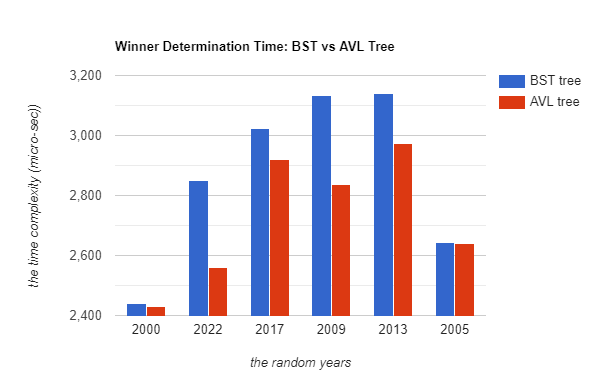 Winner Determination Time: BST vs AVL Tree
BST tree
AVL tree
the time complexity (micro-sec))
3,200
3,000
2,800
2,600
2,400
2000 2022 2017 2009 2013 2005
the random years